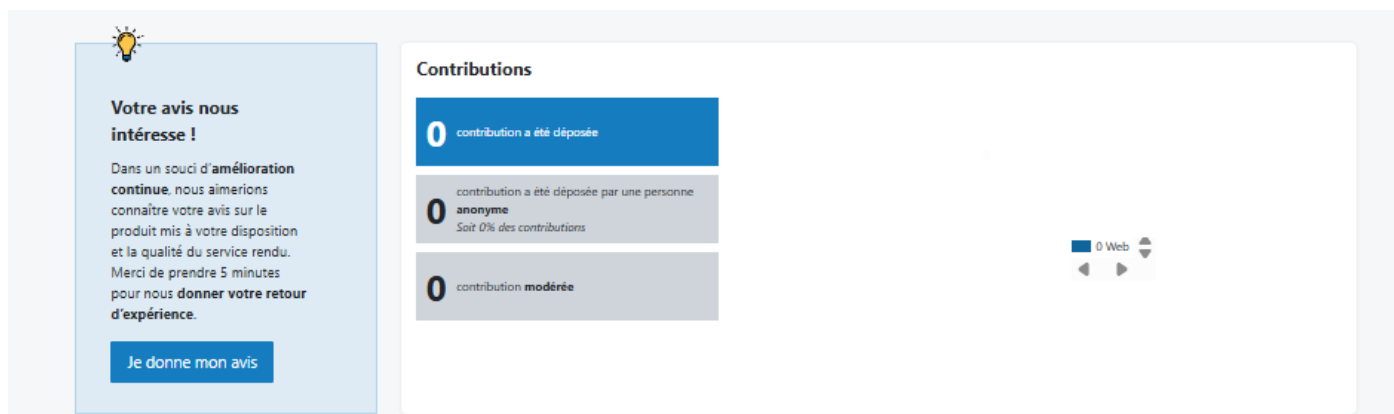 Votre avis nous
intéresse !
Dans un souci d'amélioration
continue, nous aimerions
connaître votre avis sur le
produit mis à votre disposition
et la qualité du service rendu.
Merci de prendre 5 minutes
pour nous donner votre retour
d'expérience.
Je donne mon avis
Contributions
0 contribution a été déposée
0 contribution a été déposée par une personne
anonyme
Soit 0% des contributions
0 contribution modérée
0 Web